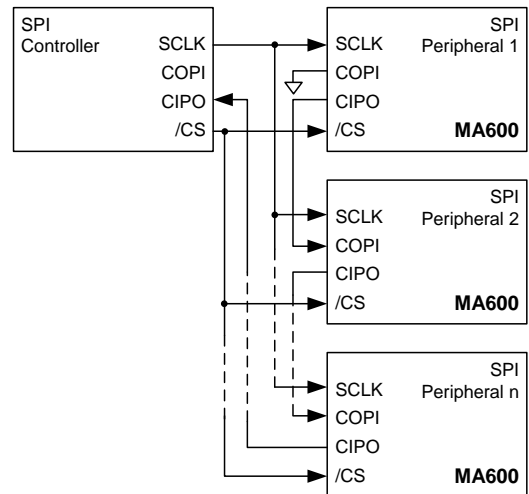 SPI
Controller
SCLK
COPI
CIPO
/CS
SPI
Peripheral 1
SCLK
COPI
CIPO
/CS
MA600
SPI
Peripheral 2
SCLK
COPI
CIPO
/CS
MA600
SPI
Peripheral n
SCLK
COPI
CIPO
/CS
MA600